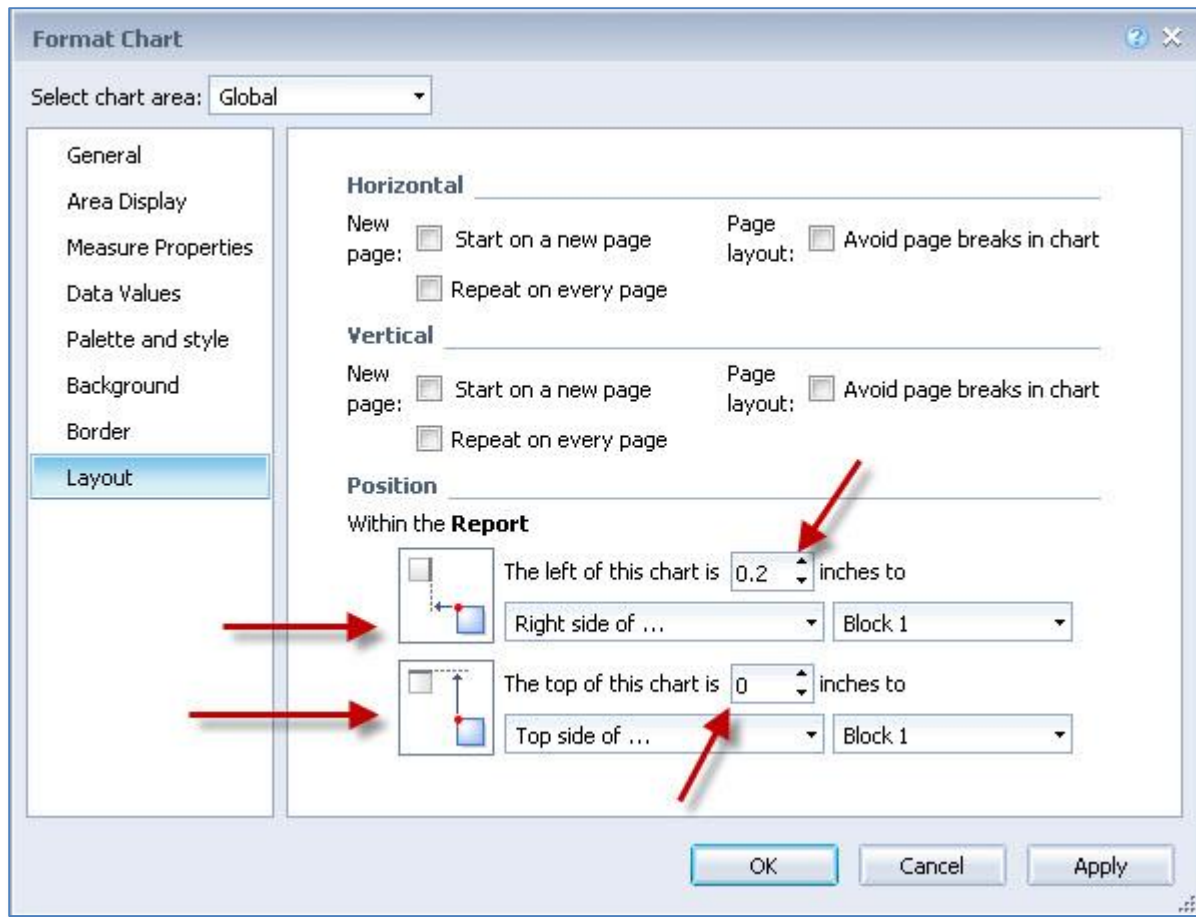 Format Chart
Select chart area: Global
General
Area Display
Measure Properties
Data Values
Palette and style
Background
Border
Layout
Horizontal
New page: Start on a new page Page layout: Avoid page breaks in chart
Repeat on every page
Vertical
New page: Start on a new page Page layout: Avoid page breaks in chart
Repeat on every page
Position
Within the Report
The left of this chart is 0.2 inches to
Right side of ... Block 1
The top of this chart is 0 inches to
Top side of ... Block 1
OK Cancel Apply